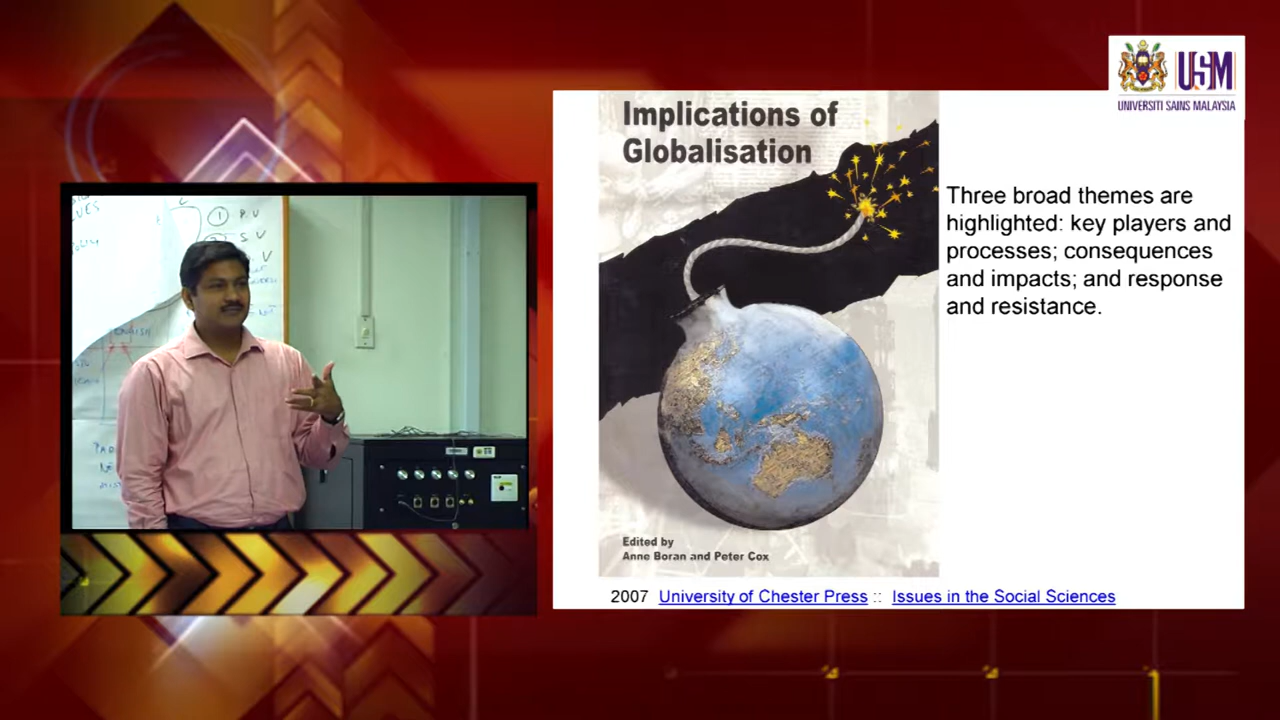 USM
UNIVERSITI SAINS MALAYSIA
Implications of
Globalisation
Three broad themes are
highlighted: key players and
processes; consequences
and impacts; and response
and resistance.
Edited by
Anne Boran and Peter Cox
2007 University of Chester Press :: Issues in the Social Sciences
1 P.U
S.U
V